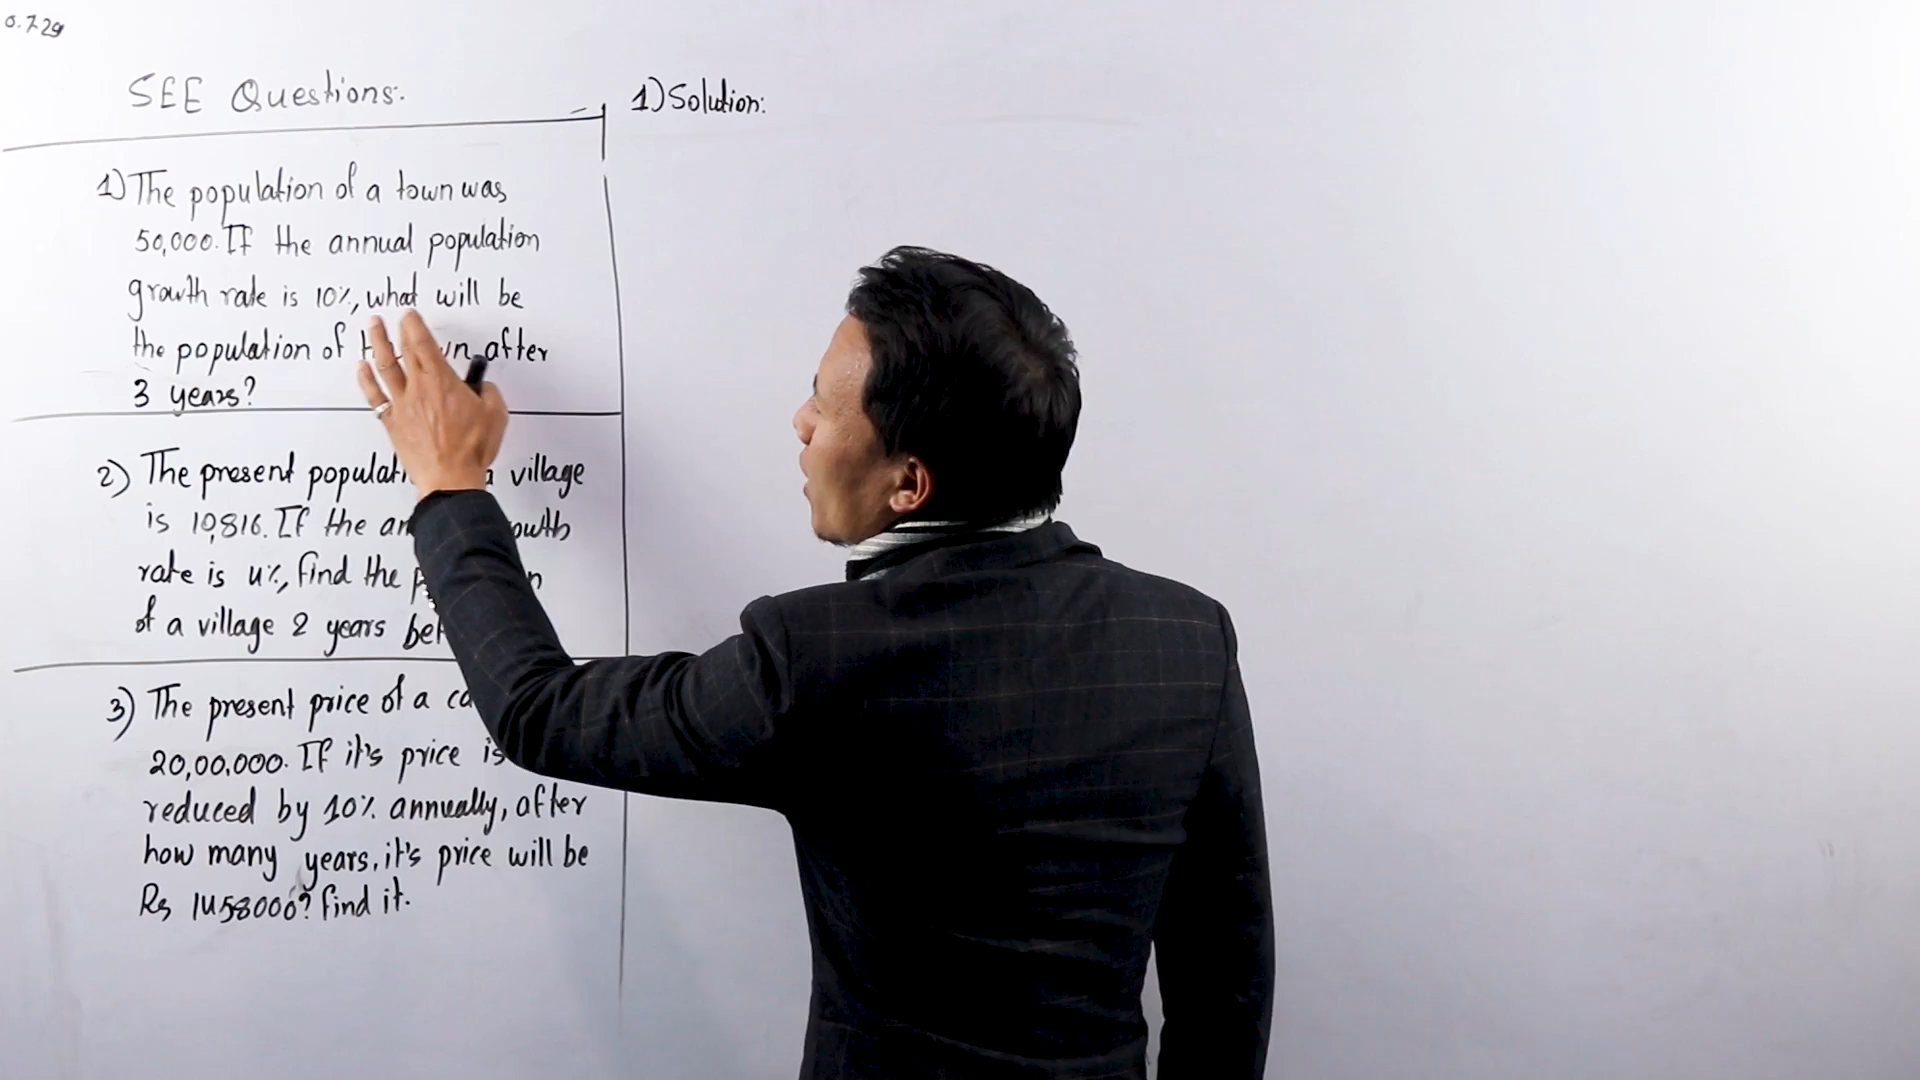 0.729
SEE Questions.
1) The population of a town was
50,000. If the annual population
growth rate is 10%, what will be
the population of after
3 years?
2) The present village
is 10,816. If the
rate is 4%, find the
of a village 2 years
3) The present price of a
20,00,000. If it's price is
reduced by 10% annually, after
how many years, it's price will be
Rs 1458000? find it.
1) Solution: